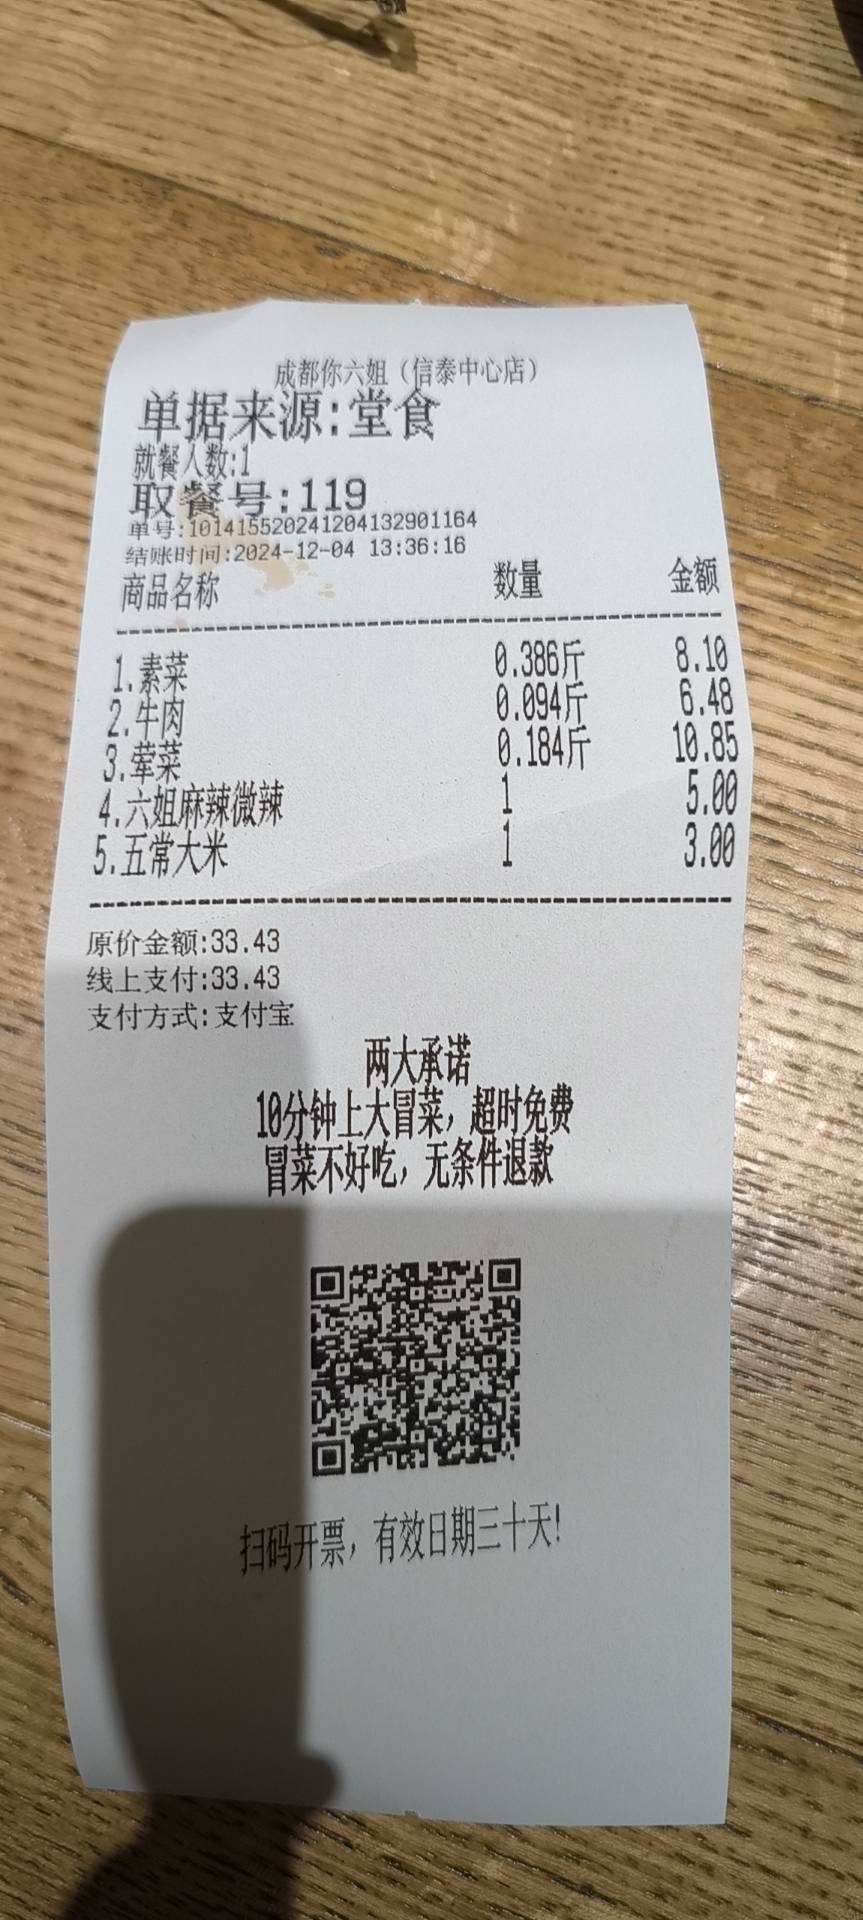 成都你六姐（信泰中心店）
单据来源:堂食
就餐人数:1
取餐号:119
单号:101415520241204132901164
结账时间:2024-12-04 13:36:16
商品名称 数量 金额
1.素菜 0.386斤 8.10
2.牛肉 0.094斤 6.48
3.荤菜 0.184斤 10.85
4.六姐麻辣微辣 1 5.00
5.五常大米 1 3.00
原价金额:33.43
线上支付:33.43
支付方式:支付宝
两大承诺
10分钟上大冒菜，超时免费
冒菜不好吃，无条件退款
扫码开票，有效日期三十天!